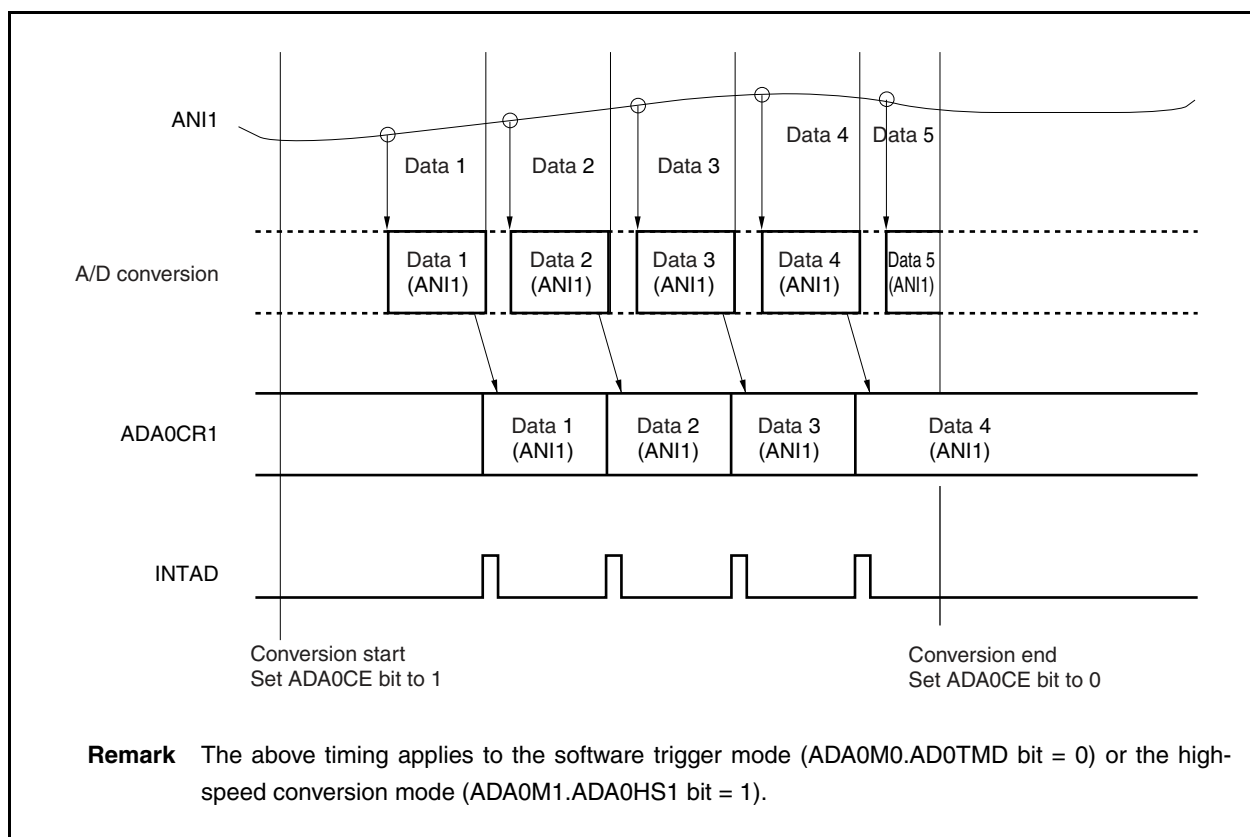 ANI1
Data 1
Data 2
Data 3
Data 4
Data 5
A/D conversion
Data 1
(ANI1)
Data 2
(ANI1)
Data 3
(ANI1)
Data 4
(ANI1)
Data 5
(ANI1)
ADA0CR1
Data 1
(ANI1)
Data 2
(ANI1)
Data 3
(ANI1)
Data 4
(ANI1)
INTAD
Conversion start
Set ADA0CE bit to 1
Conversion end
Set ADA0CE bit to 0
Remark The above timing applies to the software trigger mode (ADA0M0.AD0TMD bit = 0) or the high-
speed conversion mode (ADA0M1.ADA0HS1 bit = 1).